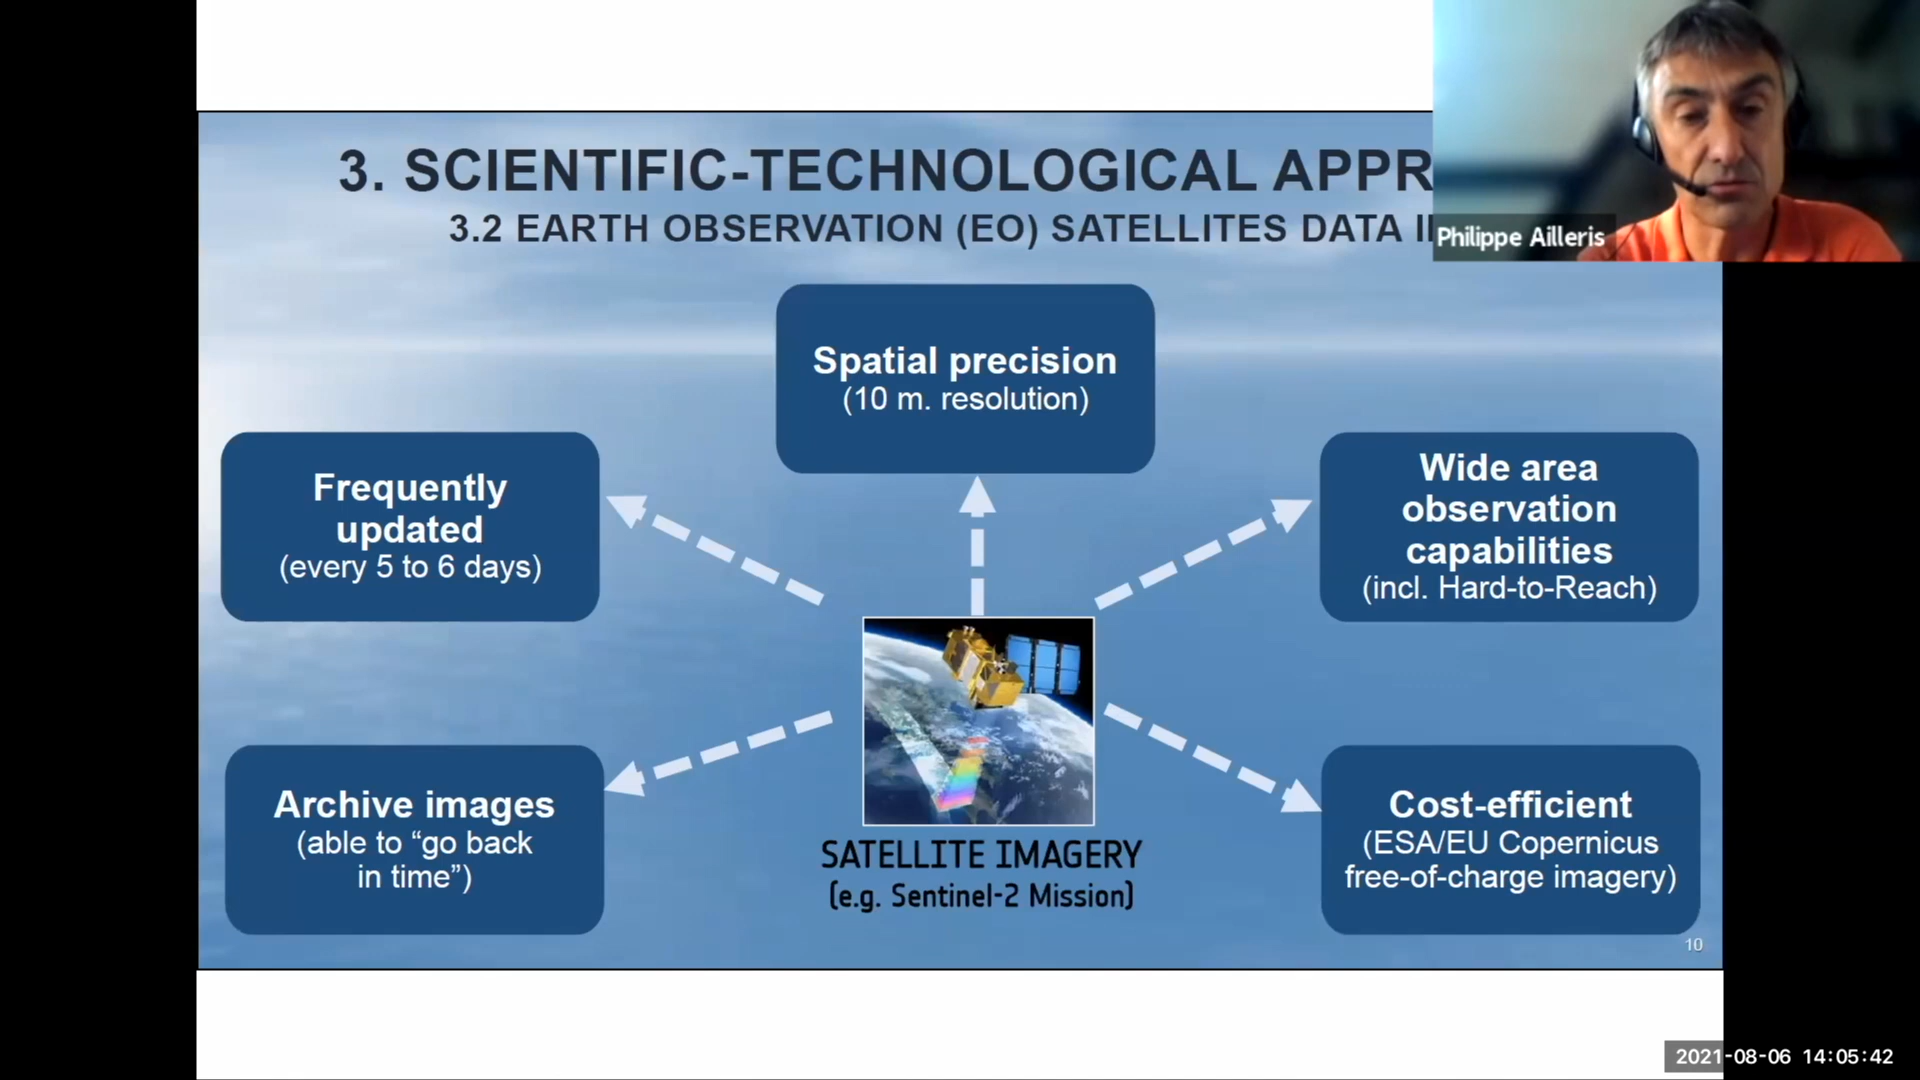 3. SCIENTIFIC-TECHNOLOGICAL
3.2 EARTH OBSERVATION (EO) SATELLITES DATA
Philippe Ailleris
Spatial precision
(10 m. resolution)
Frequently
updated
(every 5 to 6 days)
Wide area
observation
capabilities
(incl. Hard-to-Reach)
Archive images
(able to “go back
in time”)
SATELLITE IMAGERY
(e.g. Sentinel-2 Mission)
Cost-efficient
(ESA/EU Copernicus
free-of-charge imagery)
10
2021-08-06 14:05:42